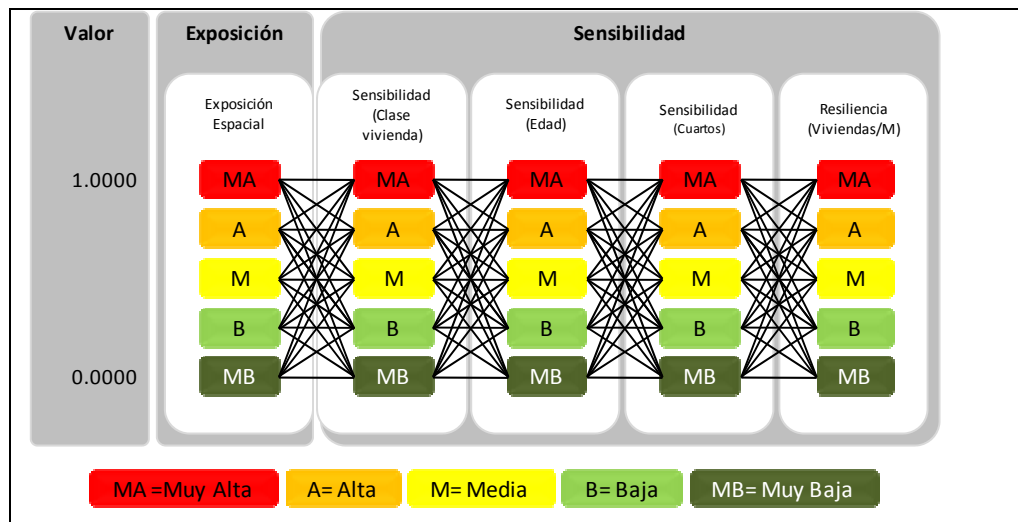 Valor
Exposición
Sensibilidad
Exposición
Espacial
Sensibilidad
(Clase
vivienda)
Sensibilidad
(Edad)
Sensibilidad
(Cuartos)
Resiliencia
(Viviendas/M)
1.0000 MA MA MA MA MA
A A A A A
M M M M M
B B B B B
0.0000 MB MB MB MB MB
MA =Muy Alta A= Alta M= Media B= Baja MB= Muy Baja